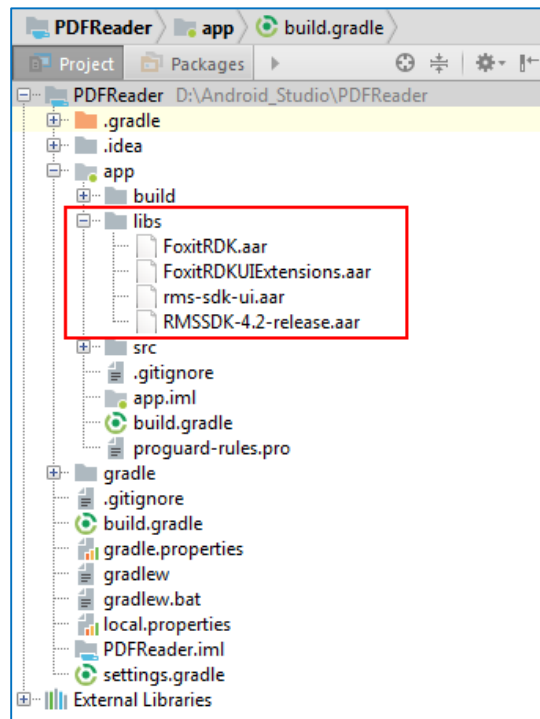 PDFReader app build.gradle
Project Packages
PDFReader D:\Android_Studio\PDFReader
.gradle
.idea
app
build
libs
FoxitRDK.aar
FoxitRDKUIExtensions.aar
rms-sdk-ui.aar
RMSSDK-4.2-release.aar
src
.gitignore
app.iml
build.gradle
proguard-rules.pro
gradle
.gitignore
build.gradle
gradle.properties
gradlew
gradlew.bat
local.properties
PDFReader.iml
settings.gradle
External Libraries